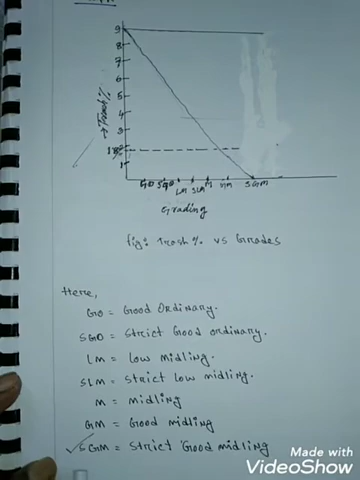 9
8
7
6
5
4
3
2
1
→Trash%
GO SGO LM SLM M GM SGM
Grading
fig: Trash% vs Grades
Here,
GO = Good Ordinary.
SGO = Strict Good ordinary.
LM = Low midling.
SLM = Strict Low midling.
M = midling
GM = Good midling
✓SGM = Strict Good midling
Made with
VideoShow